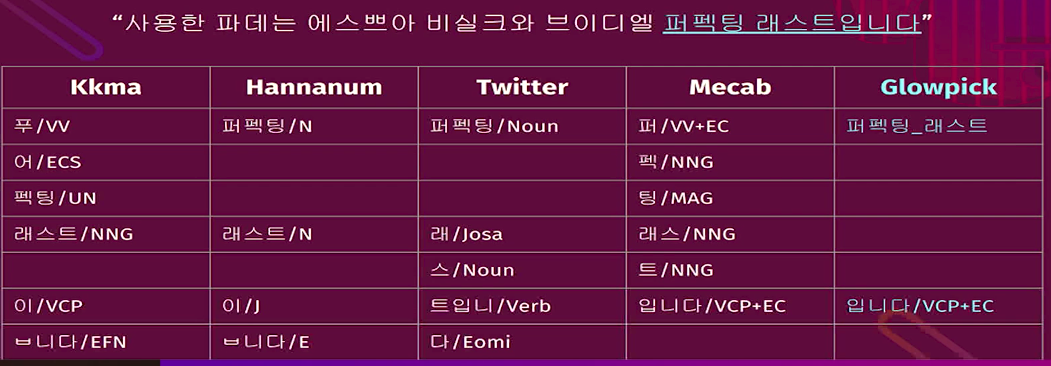 “사용한 파데는 에스쁘아 비실크와 브이디엘 퍼펙팅 래스트입니다”
Kkma Hannanum Twitter Mecab Glowpick
푸/VV 퍼펙팅/N 퍼펙팅/Noun 퍼/VV+EC 퍼펙팅_래스트
어/ECS 펙/NNG
펙팅/UN 팅/MAG
래스트/NNG 래스트/N 래/Josa 래스/NNG
스/Noun 트/NNG
이/VCP 이/J 트입니/Verb 입니다/VCP+EC 입니다/VCP+EC
ㅂ니다/EFN ㅂ니다/E 다/Eomi